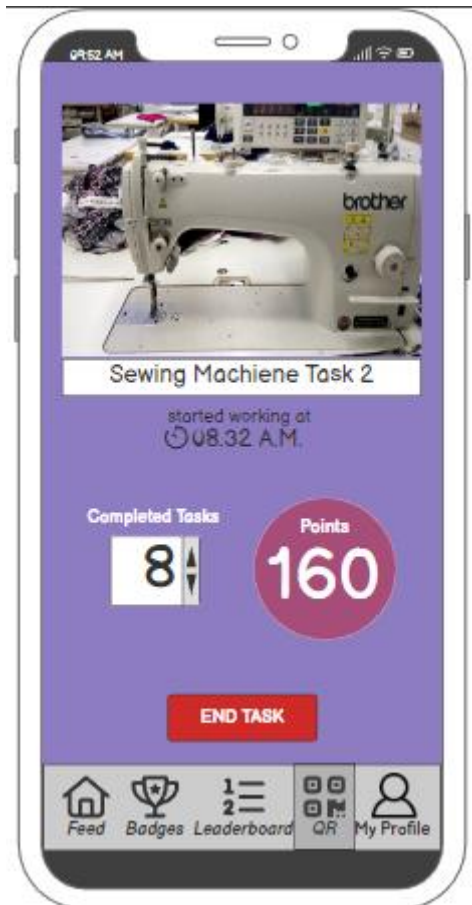 09:52 AM
brother
Sewing Machiene Task 2
started working at
08.32 A.M.
Completed Tasks
Points
8
160
END TASK
1
2
Feed
Badges
Leaderboard
QR
My Profile